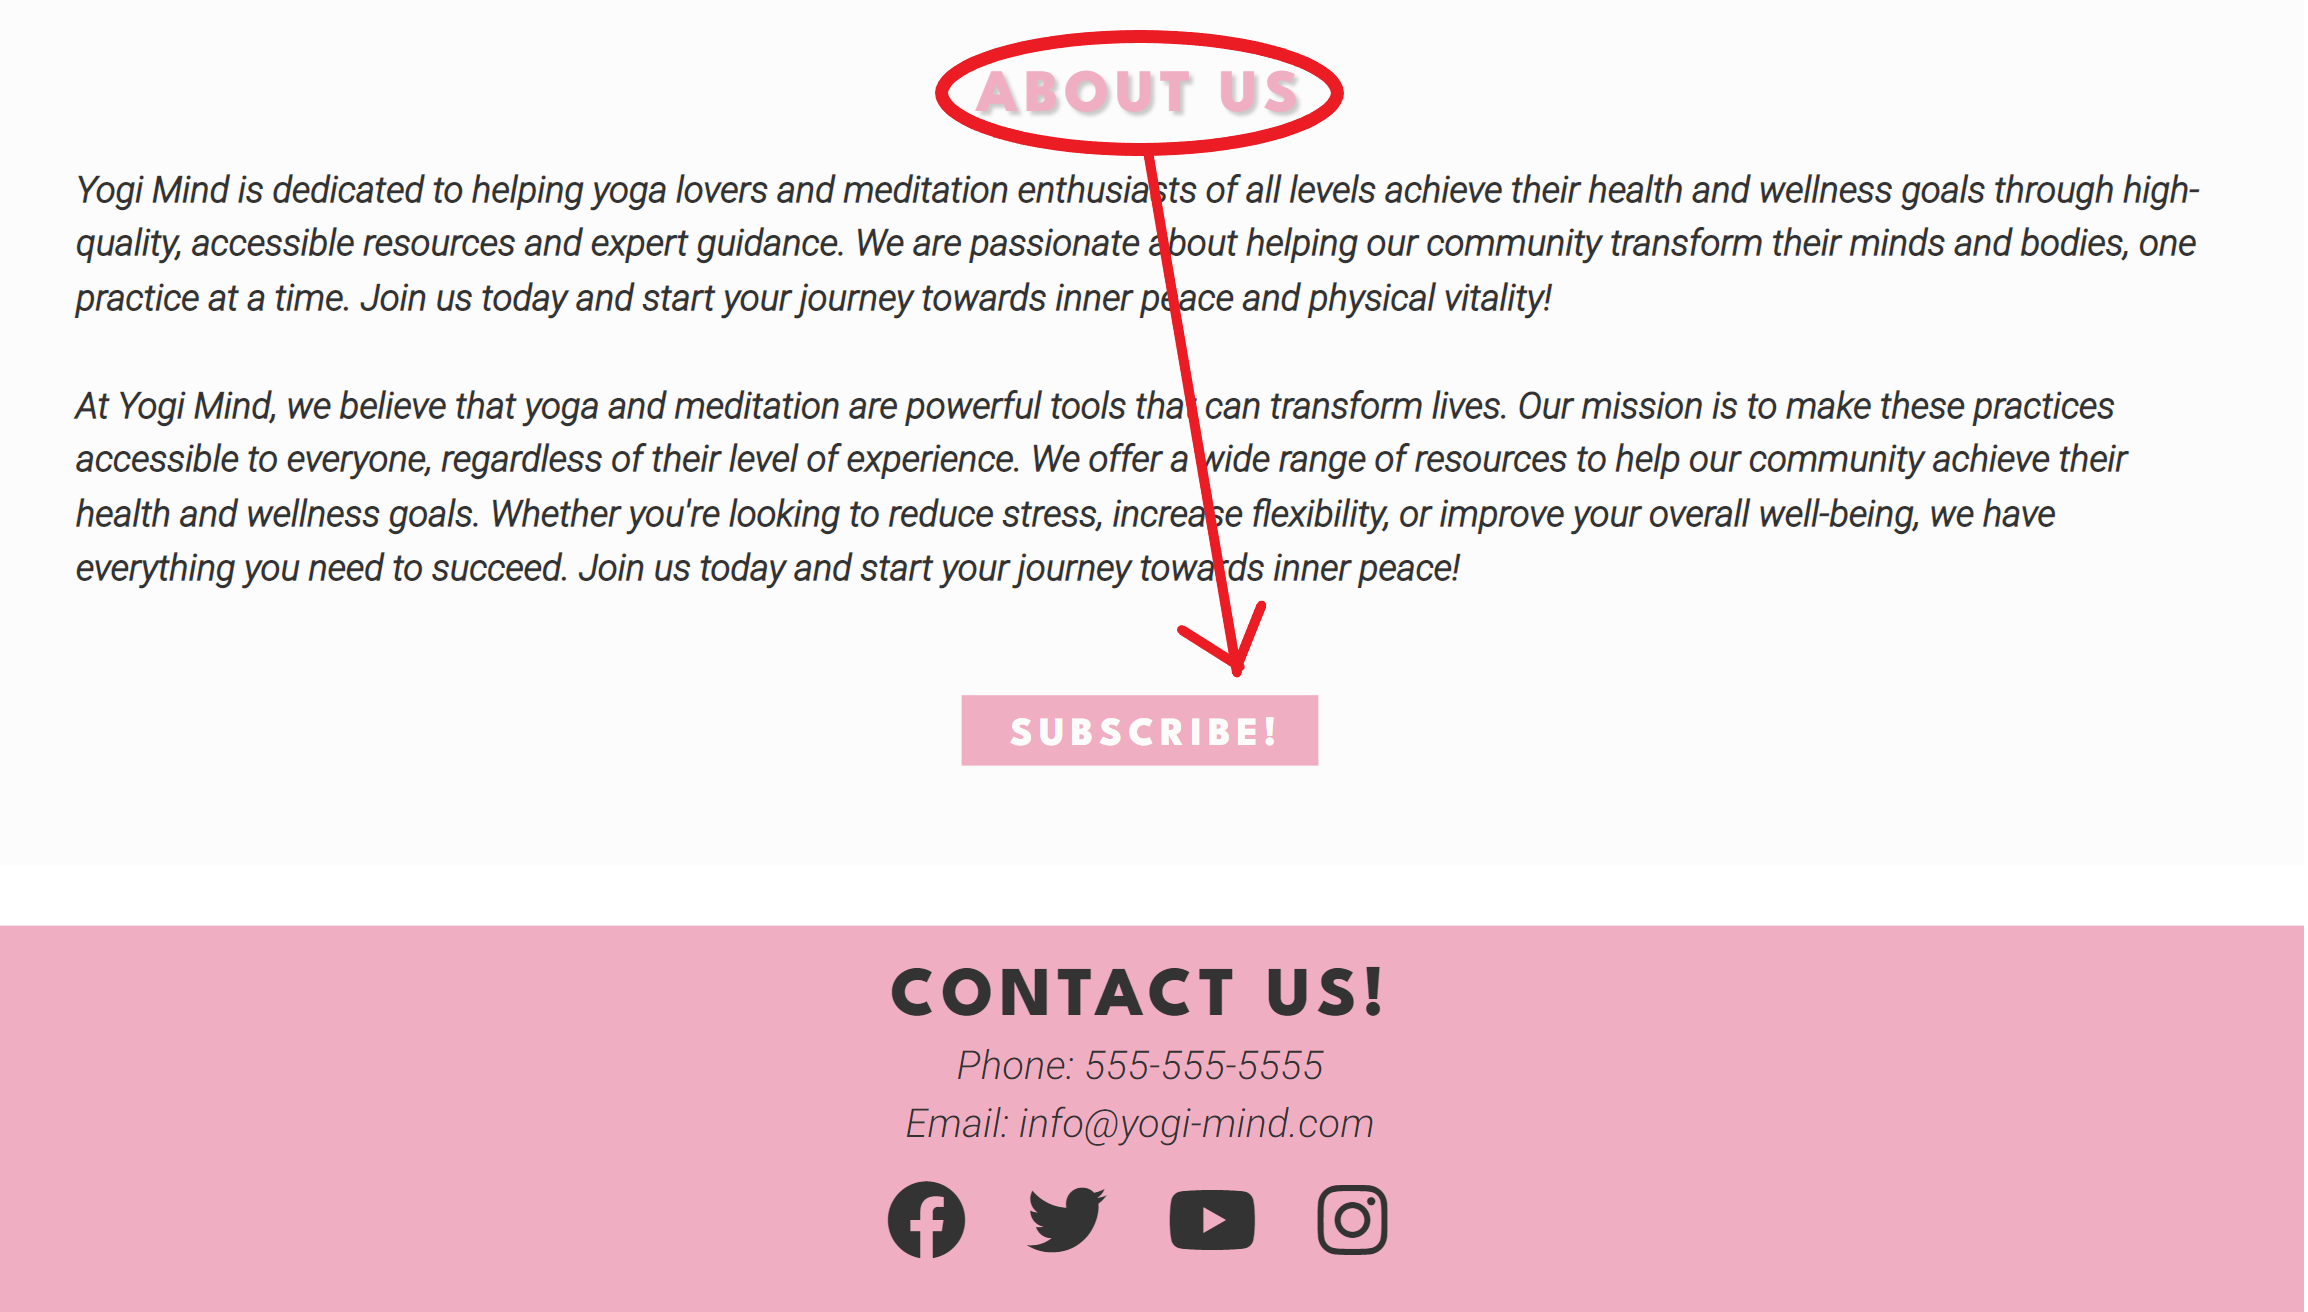 ABOUT US
Yogi Mind is dedicated to helping yoga lovers and meditation enthusiasts of all levels achieve their health and wellness goals through high-
quality, accessible resources and expert guidance. We are passionate about helping our community transform their minds and bodies, one
practice at a time. Join us today and start your journey towards inner peace and physical vitality!
At Yogi Mind, we believe that yoga and meditation are powerful tools that can transform lives. Our mission is to make these practices
accessible to everyone, regardless of their level of experience. We offer a wide range of resources to help our community achieve their
health and wellness goals. Whether you're looking to reduce stress, increase flexibility, or improve your overall well-being, we have
everything you need to succeed. Join us today and start your journey towards inner peace!
SUBSCRIBE!
CONTACT US!
Phone: 555-555-5555
Email: info@yogi-mind.com